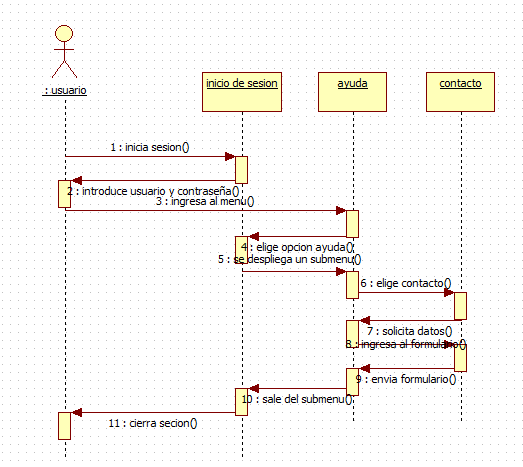 : usuario
inicio de sesion
ayuda
contacto
1 : inicia sesion()
2 : introduce usuario y contraseña()
3 : ingresa al menu()
4 : elige opcion ayuda()
5 : se despliega un submenu()
6 : elige contacto()
7 : solicita datos()
8 : ingresa al formulario()
9 : envia formulario()
10 : sale del submenu()
11 : cierra secion()